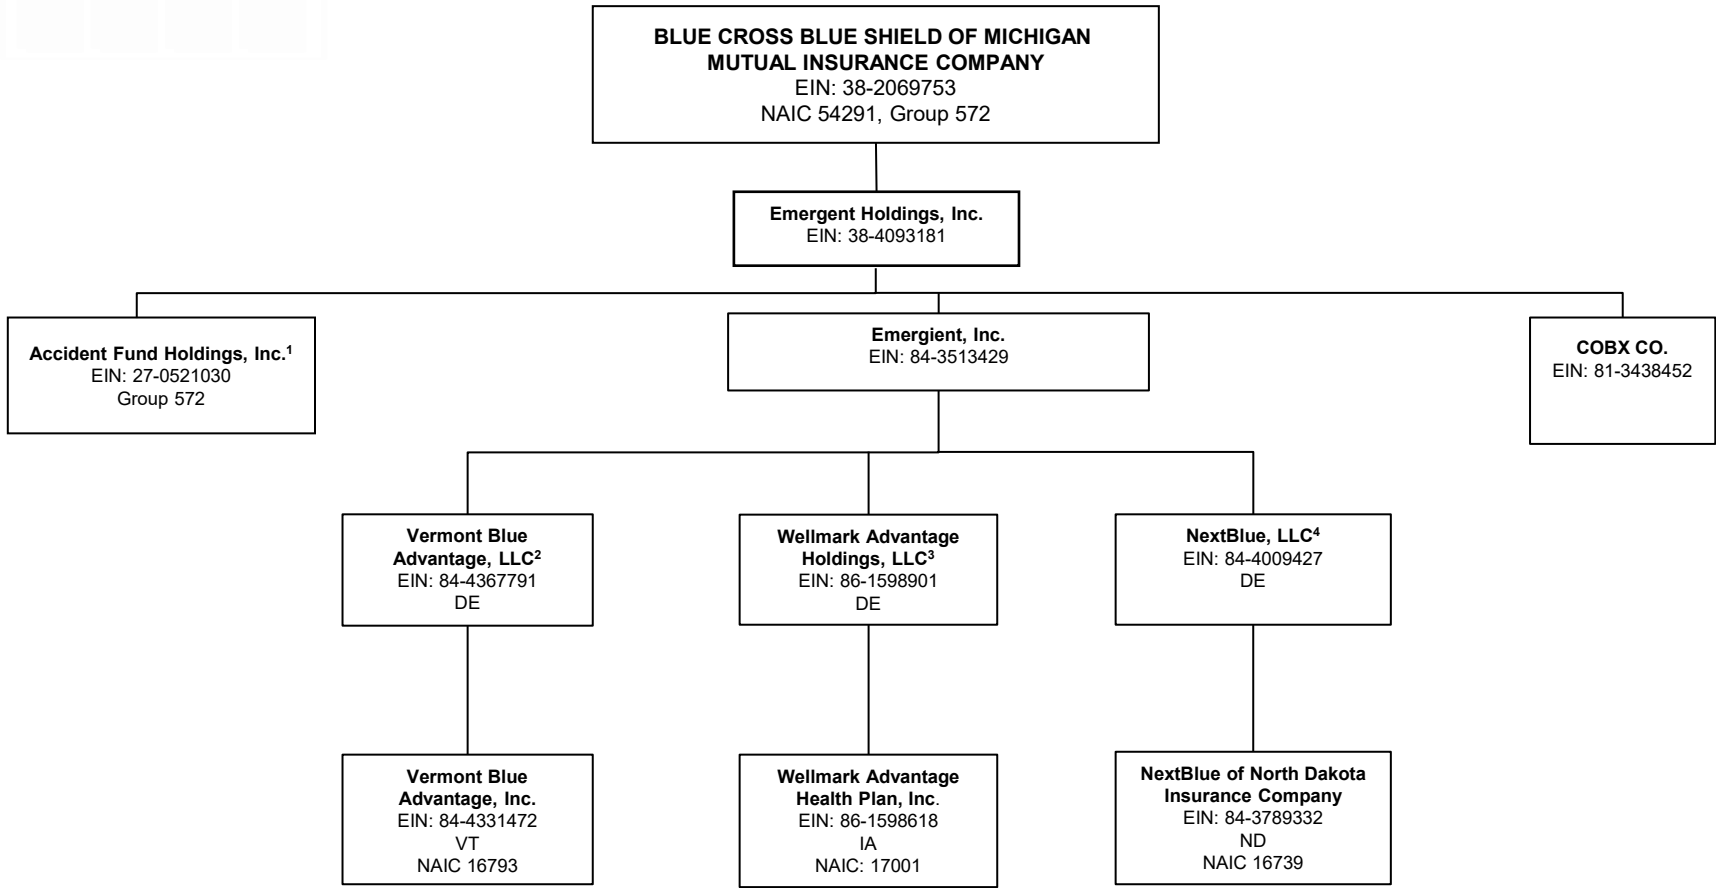 BLUE CROSS BLUE SHIELD OF MICHIGAN
MUTUAL INSURANCE COMPANY
EIN: 38-2069753
NAIC 54291, Group 572
Emergent Holdings, Inc.
EIN: 38-4093181
Accident Fund Holdings, Inc.¹
EIN: 27-0521030
Group 572
Emergient, Inc.
EIN: 84-3513429
COBX CO.
EIN: 81-3438452
Vermont Blue
Advantage, LLC²
EIN: 84-4367791
DE
Wellmark Advantage
Holdings, LLC³
EIN: 86-1598901
DE
NextBlue, LLC⁴
EIN: 84-4009427
DE
Vermont Blue
Advantage, Inc.
EIN: 84-4331472
VT
NAIC 16793
Wellmark Advantage
Health Plan, Inc.
EIN: 86-1598618
IA
NAIC: 17001
NextBlue of North Dakota
Insurance Company
EIN: 84-3789332
ND
NAIC 16739